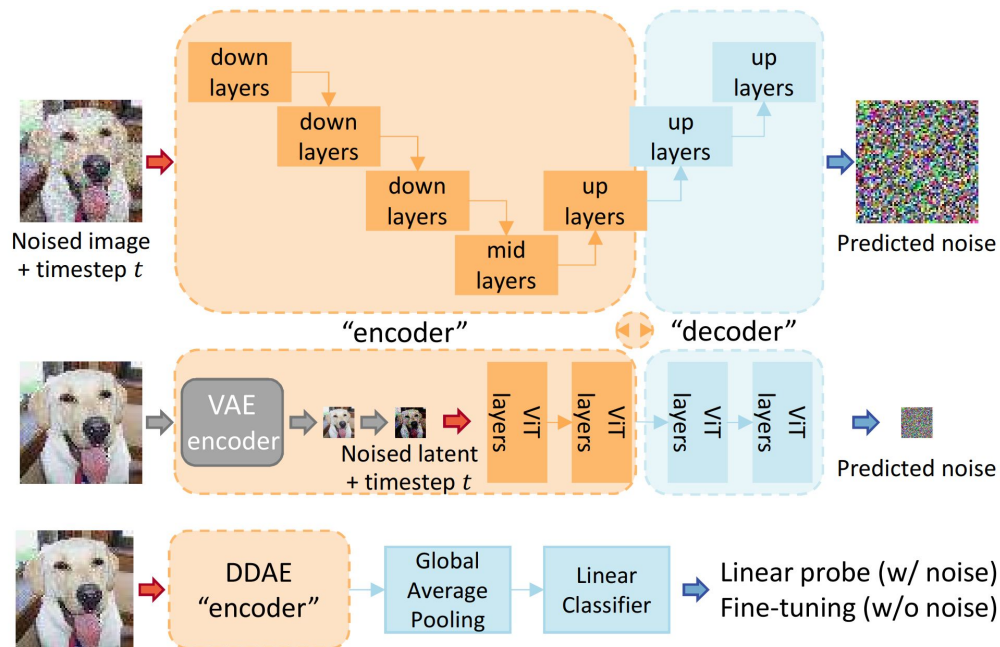 down
layers
down
layers
down
layers
mid
layers
up
layers
up
layers
up
layers
Noised image
+ timestep t
Predicted noise
“encoder”
“decoder”
VAE
encoder
Noised latent
+ timestep t
ViT
layers
ViT
layers
ViT
layers
ViT
layers
Predicted noise
DDAE
“encoder”
Global
Average
Pooling
Linear
Classifier
Linear probe (w/ noise)
Fine-tuning (w/o noise)